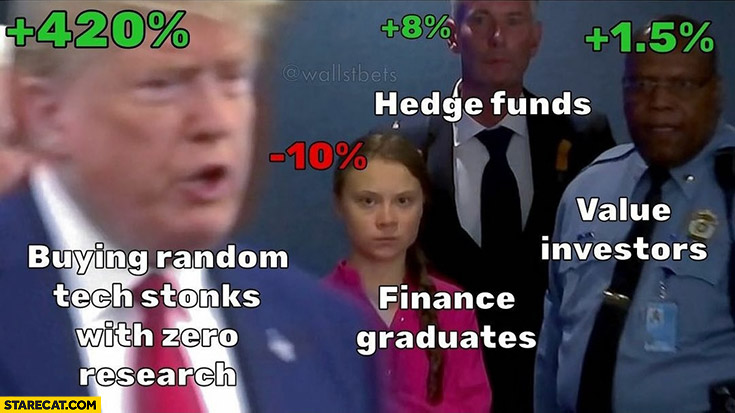 +420%
+8%
+1.5%
@wallstbets
Hedge funds
-10%
Value
investors
Buying random
tech stonks
with zero
research
Finance
graduates
STARECAT.COM